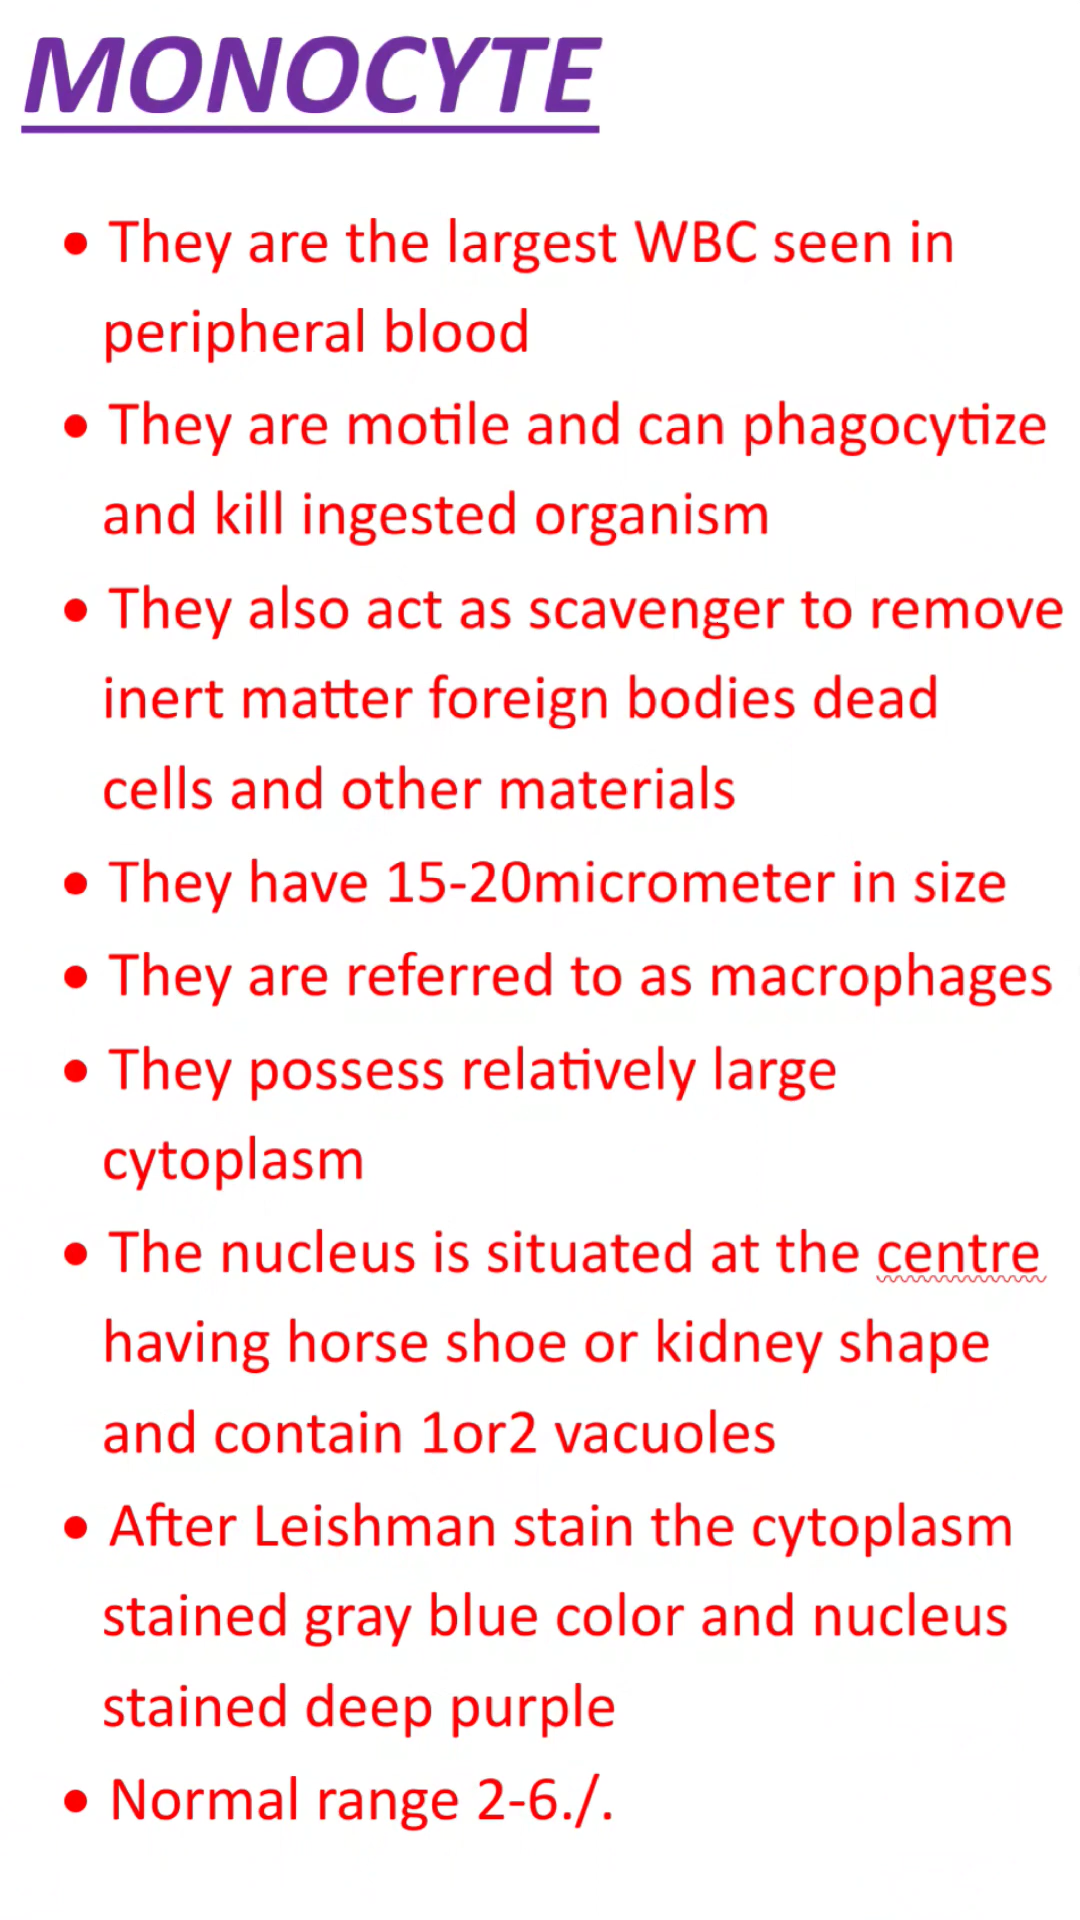 MONOCYTE
• They are the largest WBC seen in
peripheral blood
• They are motile and can phagocytize
and kill ingested organism
• They also act as scavenger to remove
inert matter foreign bodies dead
cells and other materials
• They have 15-20micrometer in size
• They are referred to as macrophages
• They possess relatively large
cytoplasm
• The nucleus is situated at the centre
having horse shoe or kidney shape
and contain 1or2 vacuoles
• After Leishman stain the cytoplasm
stained gray blue color and nucleus
stained deep purple
• Normal range 2-6./.